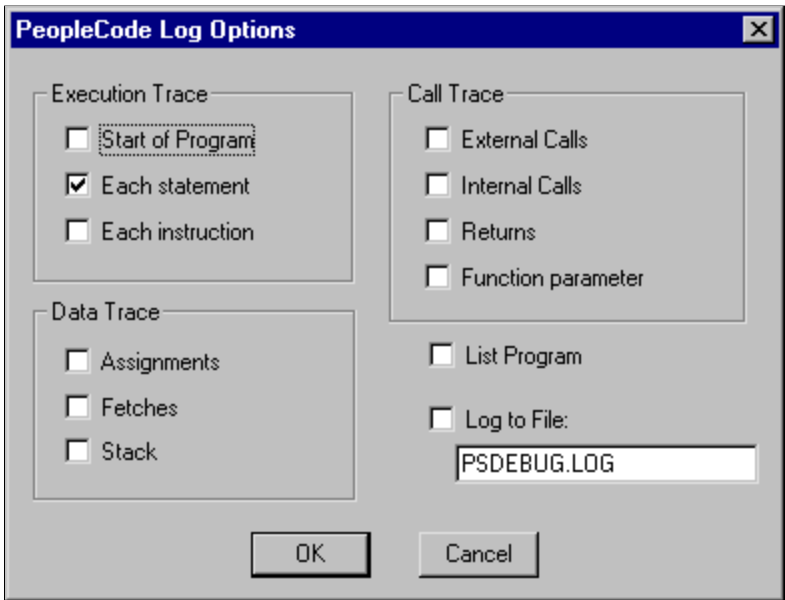 PeopleCode Log Options
Execution Trace
Start of Program
Each statement
Each instruction
Data Trace
Assignments
Fetches
Stack
Call Trace
External Calls
Internal Calls
Returns
Function parameter
List Program
Log to File:
PSDEBUG.LOG
OK
Cancel